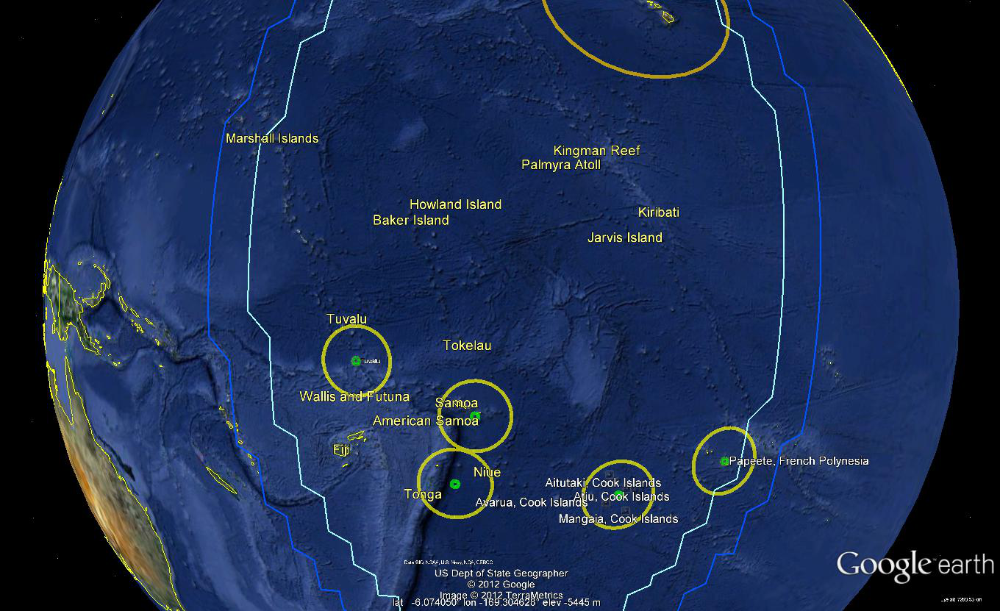 Marshall Islands
Kingman Reef
Palmyra Atoll
Howland Island
Kiribati
Baker Island
Jarvis Island
Tuvalu
Tokelau
Tuvalu
Wallis and Futuna
Samoa
American Samoa
Fiji
Papeete, French Polynesia
Niue
Aitutaki, Cook Islands
Tonga
Atiu, Cook Islands
Avarua, Cook Islands
Mangaia, Cook Islands
Data SIO, NOAA, U.S. Navy, NGA, GEBCO
US Dept of State Geographer
© 2012 Google
Image © 2012 TerraMetrics
lat -6.074050° lon -169.304628° elev -5445 m
Google earth
Eye alt 7268.53 km